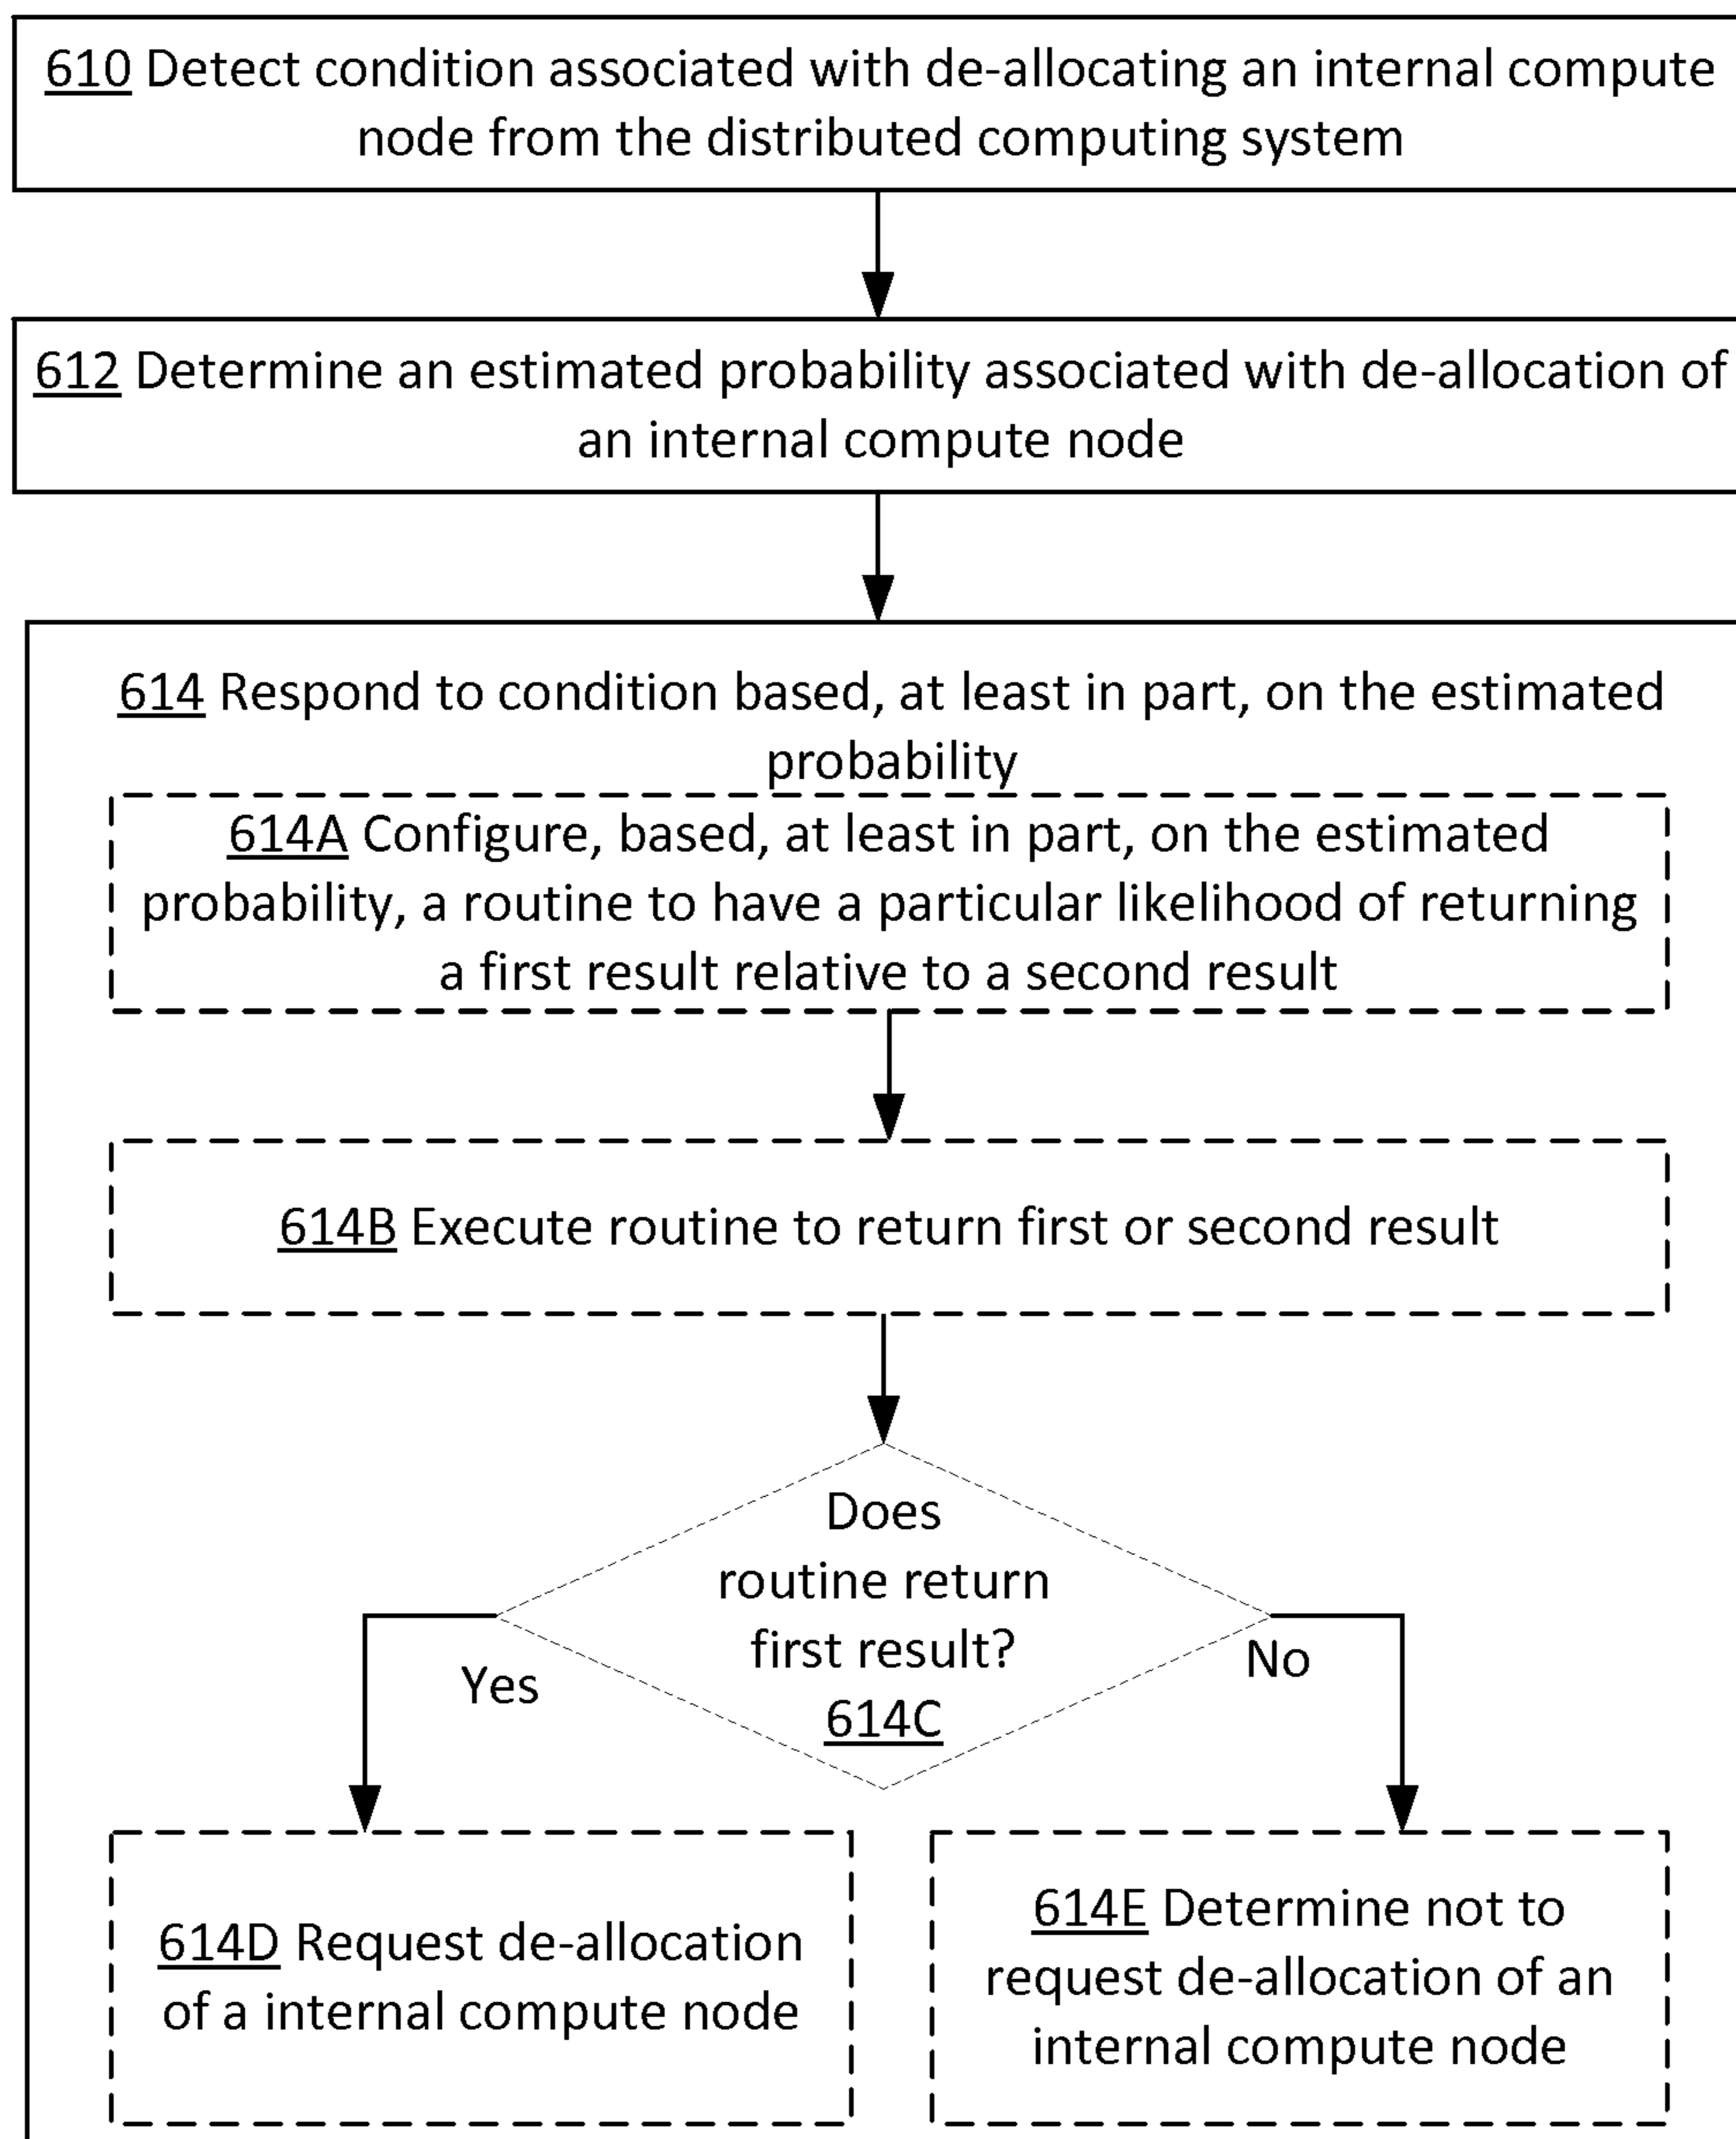 610 Detect condition associated with de-allocating an internal compute
node from the distributed computing system
612 Determine an estimated probability associated with de-allocation of
an internal compute node
614 Respond to condition based, at least in part, on the estimated
probability
614A Configure, based, at least in part, on the estimated
probability, a routine to have a particular likelihood of returning
a first result relative to a second result
614B Execute routine to return first or second result
Does
routine return
first result?
614C
Yes
No
614D Request de-allocation
of a internal compute node
614E Determine not to
request de-allocation of an
internal compute node